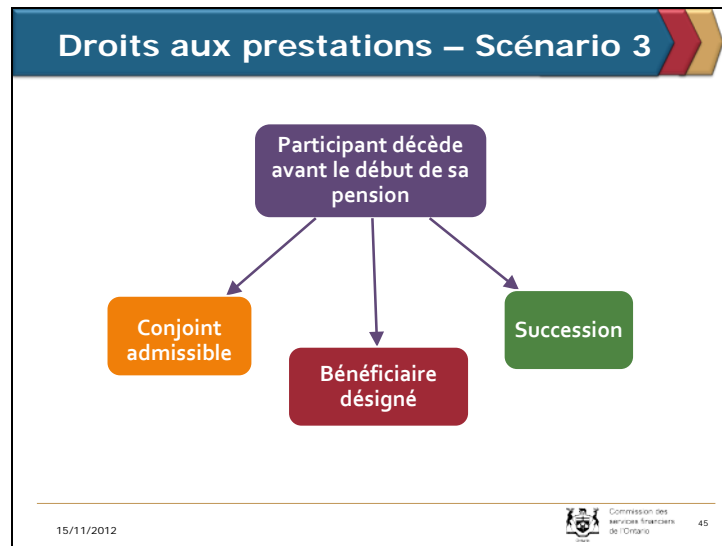 Droits aux prestations – Scénario 3
Participant décède
avant le début de sa
pension
Conjoint
admissible
Bénéficiaire
désigné
Succession
15/11/2012
Ontario
Commission des
services financiers
de l'Ontario
45